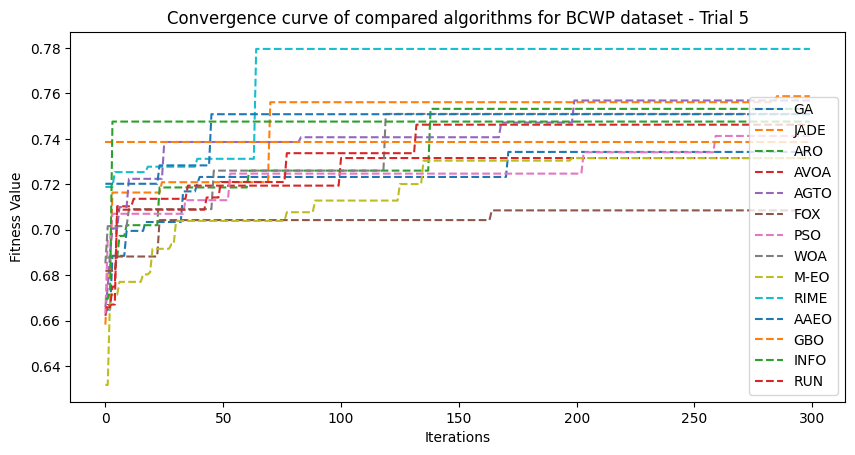 Convergence curve of compared algorithms for BCWP dataset - Trial 5
Fitness Value
0.78
0.76
0.74
0.72
0.70
0.68
0.66
0.64
0
50
100
150
200
250
300
Iterations
GA
JADE
ARO
AVOA
AGTO
FOX
PSO
WOA
M-EO
RIME
AAEO
GBO
INFO
RUN